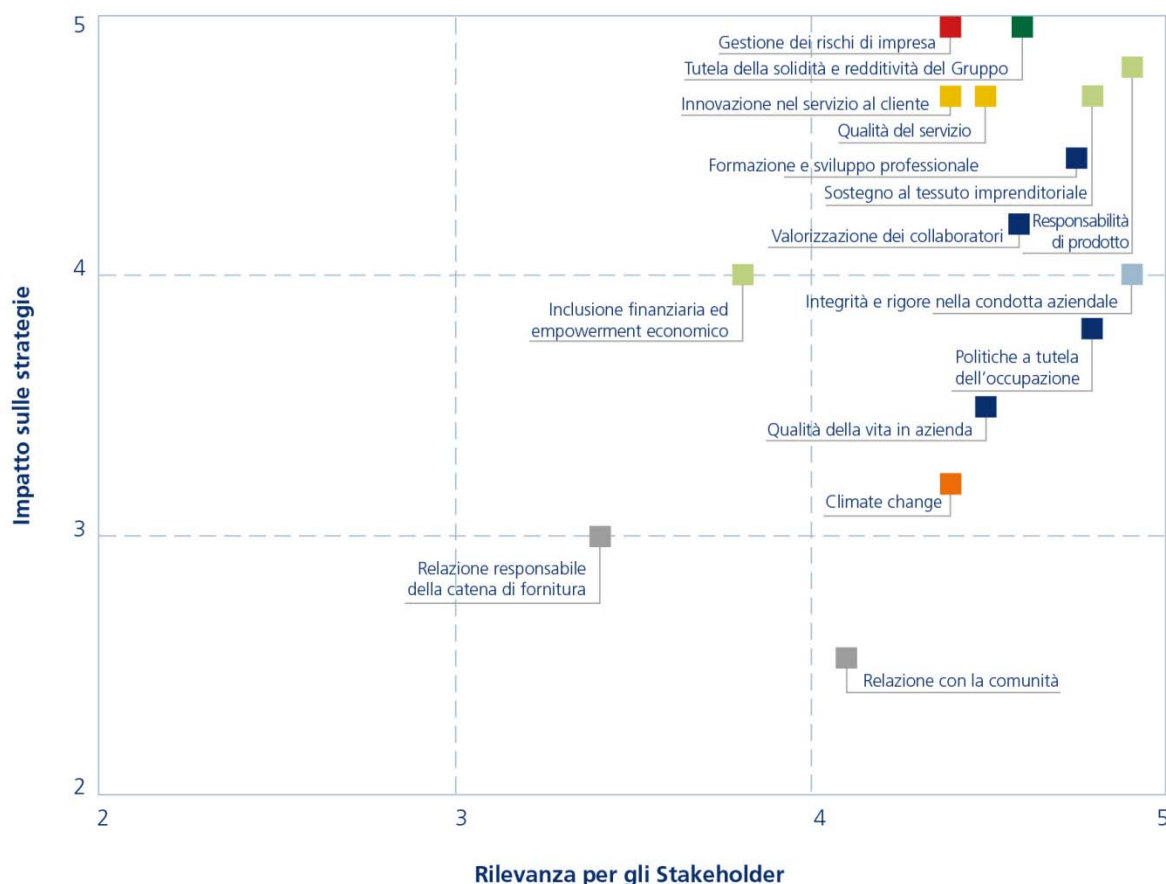 5
Gestione dei rischi di impresa
Tutela della solidità e redditività del Gruppo
Innovazione nel servizio al cliente
Qualità del servizio
Formazione e sviluppo professionale
Sostegno al tessuto imprenditoriale
Valorizzazione dei collaboratori
Responsabilità
di prodotto
4
Inclusione finanziaria ed
empowerment economico
Integrità e rigore nella condotta aziendale
Politiche a tutela
dell'occupazione
Qualità della vita in azienda
Climate change
3
Relazione responsabile
della catena di fornitura
Relazione con la comunità
2
Impatto sulle strategie
2
3
4
5
Rilevanza per gli Stakeholder